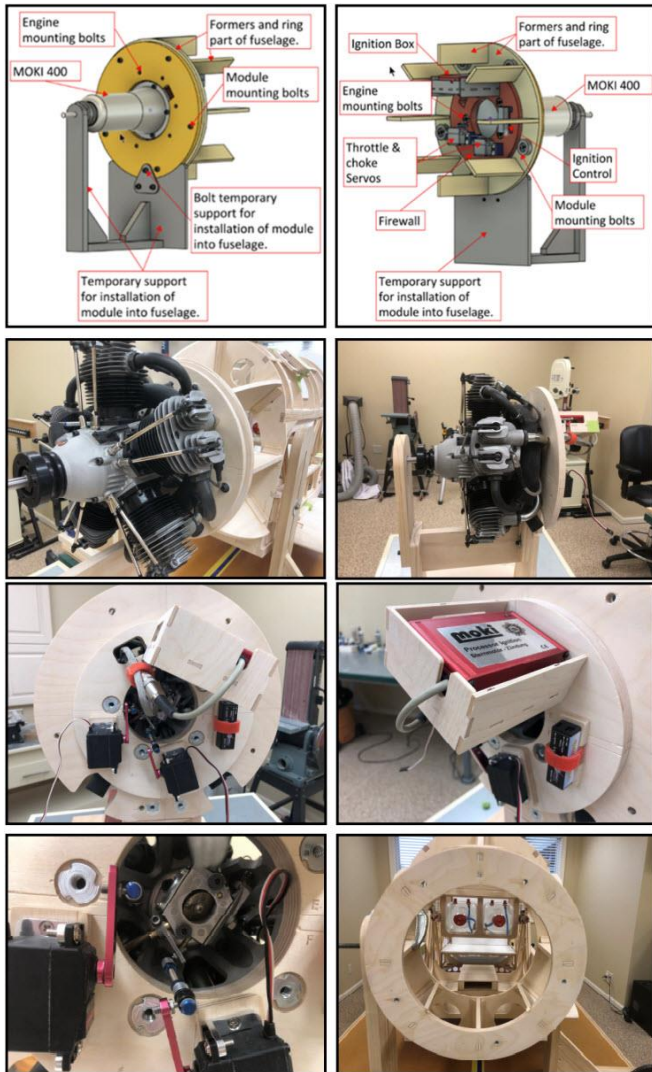 Engine
mounting bolts
Formers and ring
part of fuselage.
MOKI 400
Module
mounting bolts
Bolt temporary
support for
installation of module
into fuselage.
Temporary support
for installation of
module into fuselage.
Formers and ring
part of fuselage.
Ignition Box
MOKI 400
Engine
mounting bolts
Throttle &
choke
Servos
Ignition
Control
Firewall
Module
mounting bolts
Temporary support
for installation of
module into fuselage.
moki
Processor Ignition
E
F